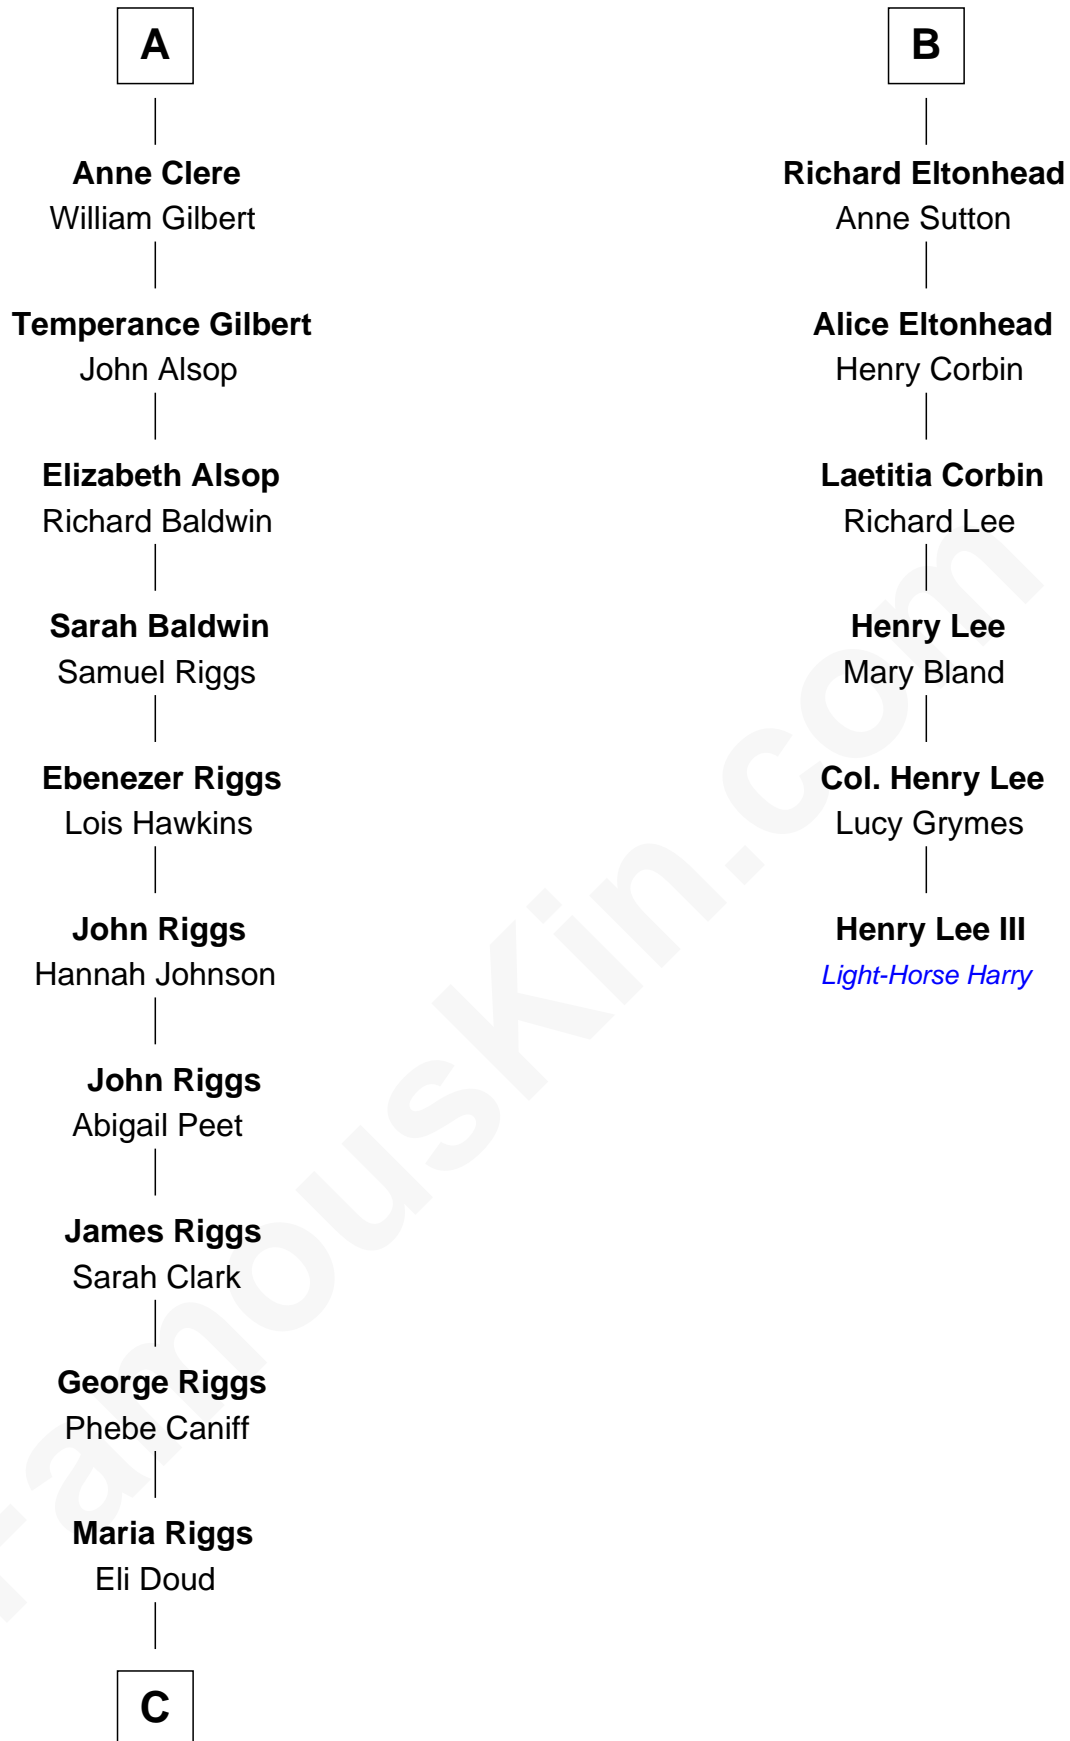 A
Anne Clere
William Gilbert
Temperance Gilbert
John Alsop
Elizabeth Alsop
Richard Baldwin
Sarah Baldwin
Samuel Riggs
Ebenezer Riggs
Lois Hawkins
John Riggs
Hannah Johnson
John Riggs
Abigail Peet
James Riggs
Sarah Clark
George Riggs
Phebe Caniff
Maria Riggs
Eli Doud
C
B
Richard Eltonhead
Anne Sutton
Alice Eltonhead
Henry Corbin
Laetitia Corbin
Richard Lee
Henry Lee
Mary Bland
Col. Henry Lee
Lucy Grymes
Henry Lee III
Light-Horse Harry
FamousKin.com